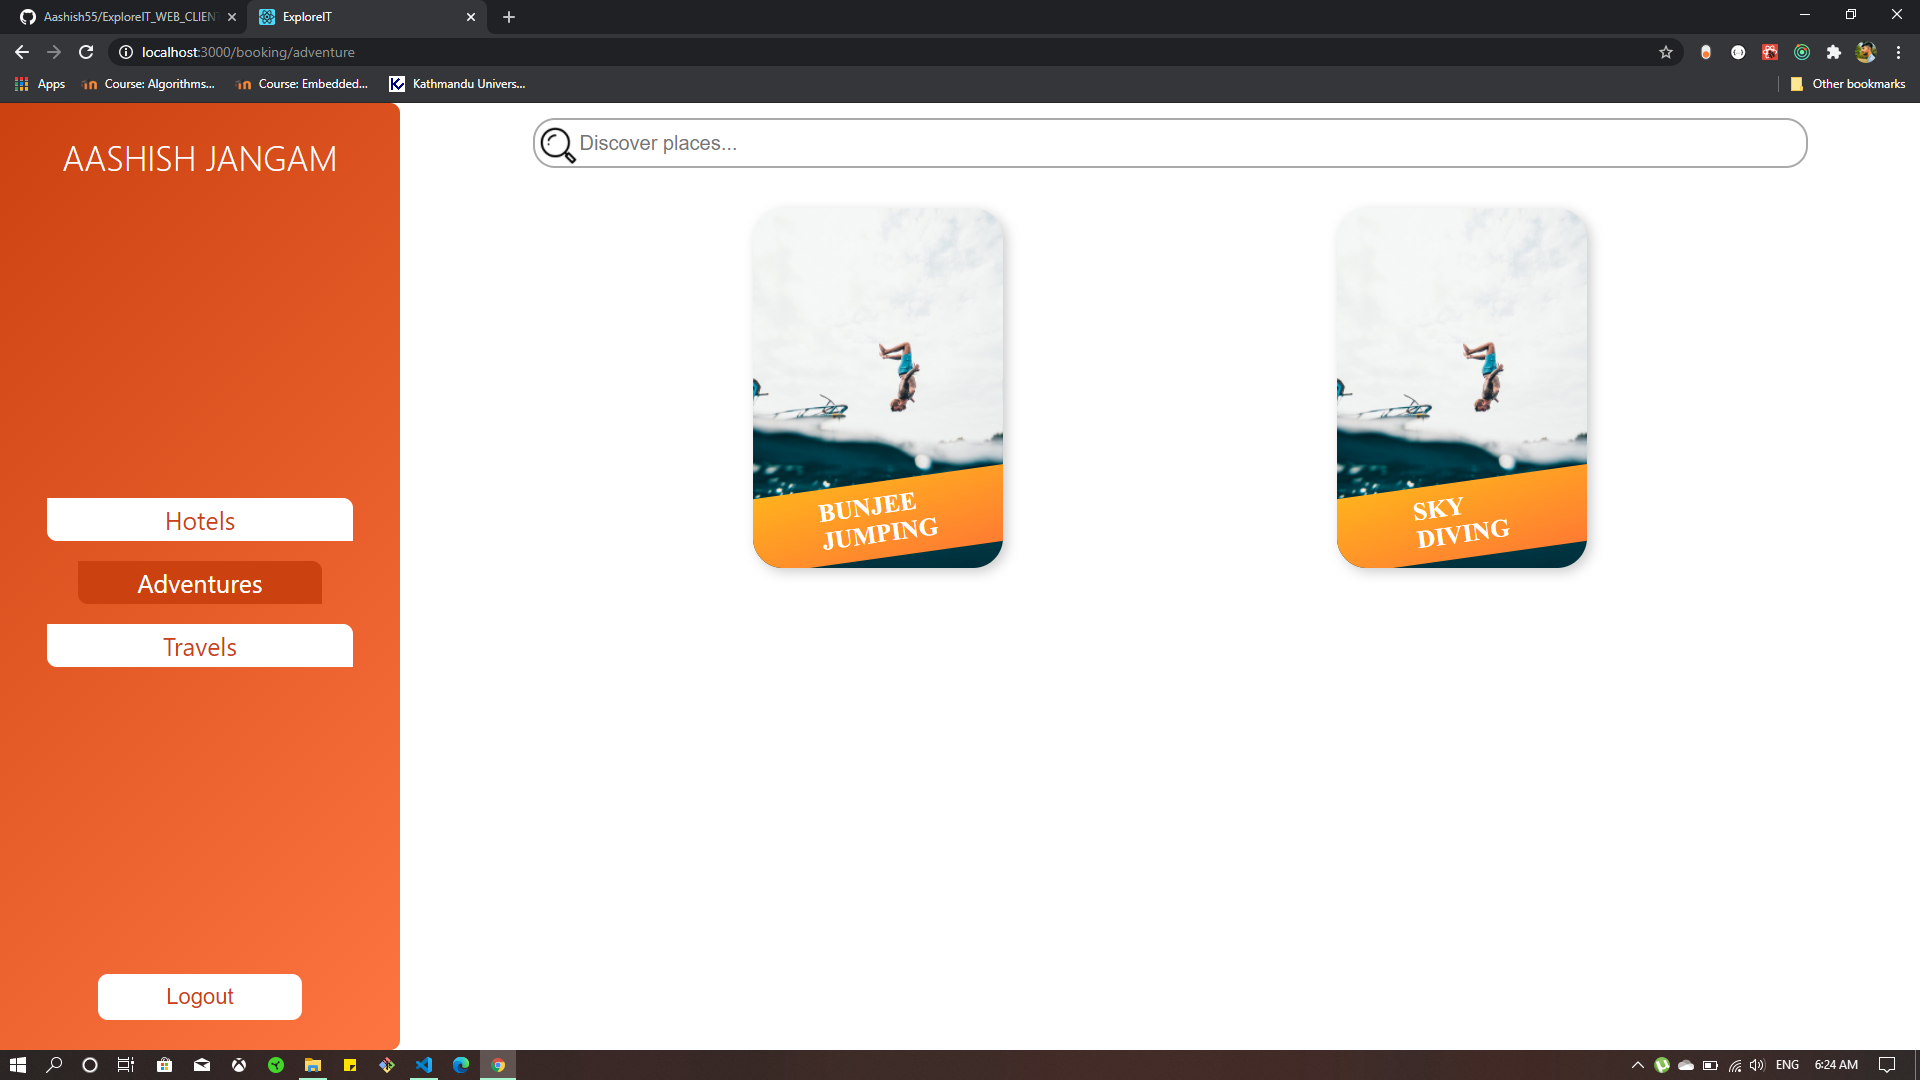 Aashish55/ExploreIT_WEB_CLIEN
ExploreIT
localhost:3000/booking/adventure
Apps
Course: Algorithms...
Course: Embedded...
Kathmandu Univers...
Other bookmarks
AASHISH JANGAM
Discover places...
BUNJEE
JUMPING
SKY
DIVING
Hotels
Adventures
Travels
Logout
ENG
6:24 AM